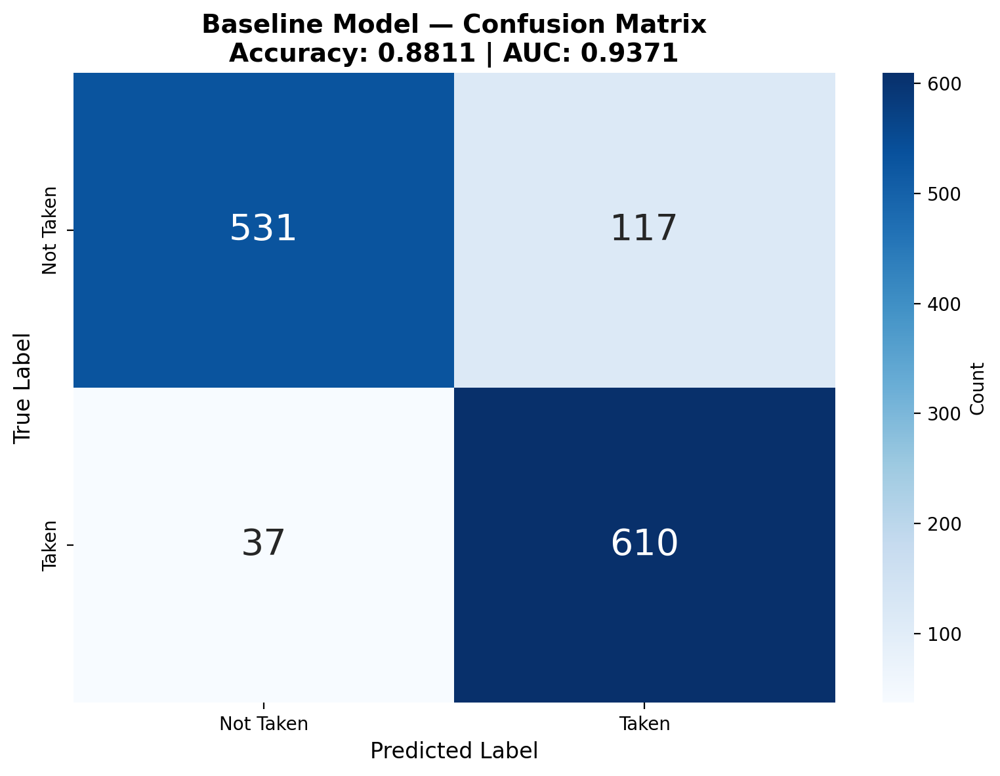 Baseline Model — Confusion Matrix
Accuracy: 0.8811 | AUC: 0.9371
True Label
Not Taken
531
117
Taken
37
610
Not Taken
Taken
Predicted Label
600
500
400
300
200
100
Count